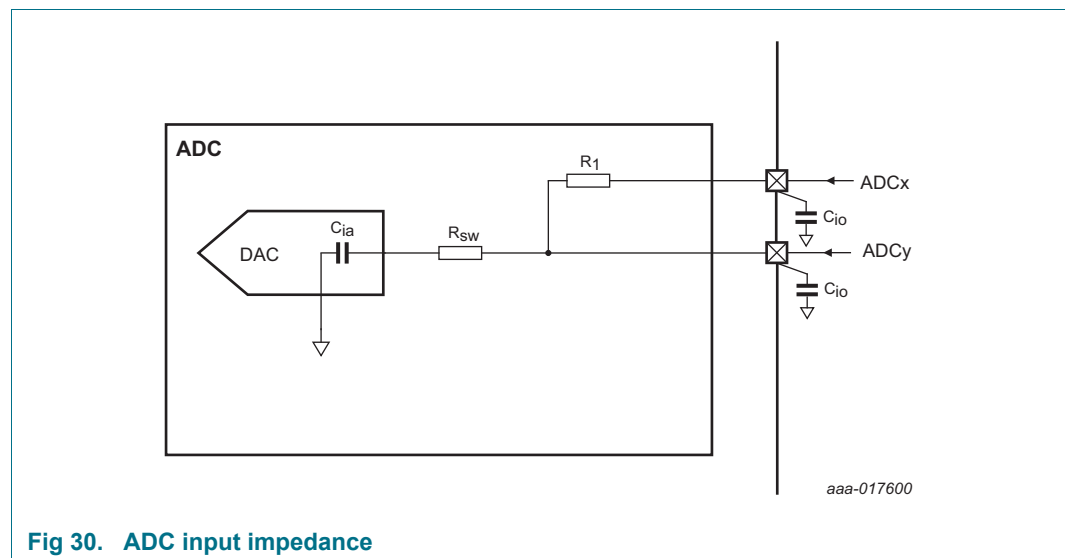 ADC
R1
ADCx
Cio
Cia
Rsw
DAC
ADCy
Cio
aaa-017600
Fig 30. ADC input impedance